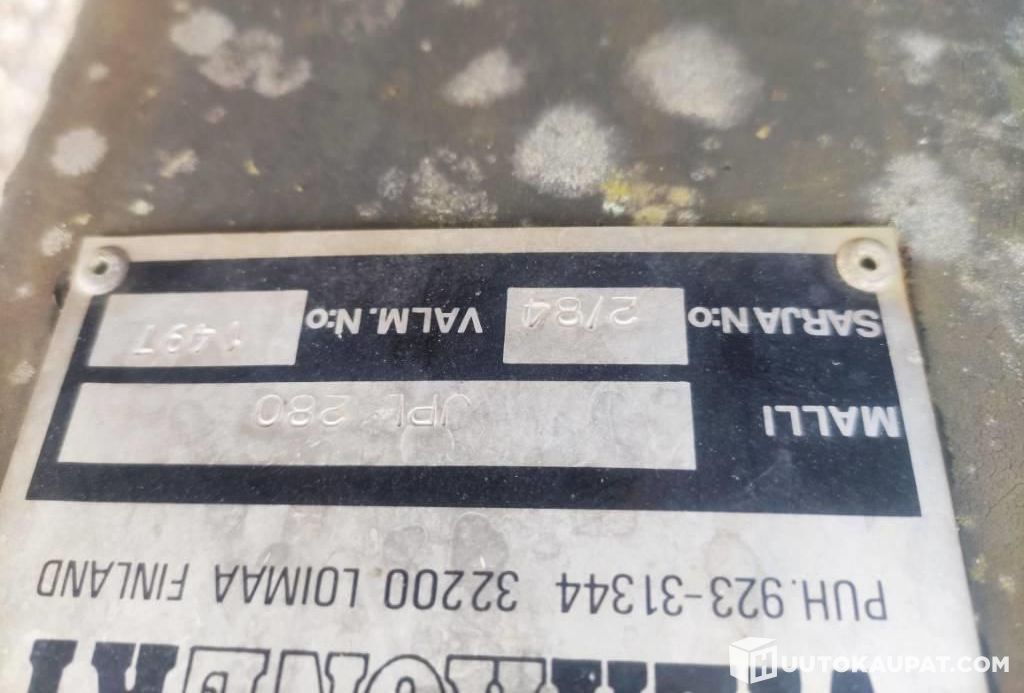 PUH. 923-31344 32200 LOIMAA FINLAND
MALLI JPL 280
SARJA N:o 2/84 VALM. N:o 1497
HUUTOKAUPAT.COM